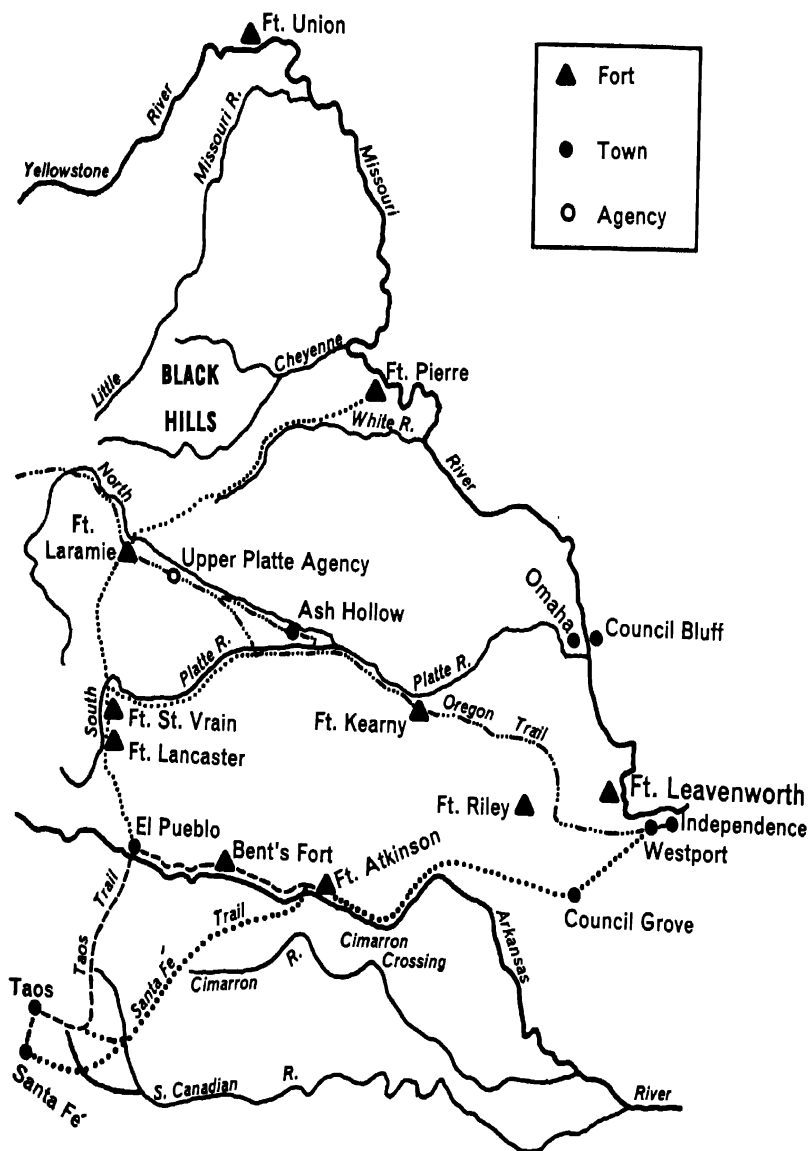 Ft. Union
Fort
Town
Agency
Yellowstone
River
Missouri R.
Missouri
Little
Cheyenne
BLACK
HILLS
Ft. Pierre
White R.
River
North
Ft.
Laramie
Upper Platte Agency
Ash Hollow
Omaha
Council Bluff
Platte R.
Platte R.
South
Ft. St. Vrain
Ft. Lancaster
Ft. Kearny
Oregon
Trail
Ft. Leavenworth
Ft. Riley
Independence
Westport
El Pueblo
Bent's Fort
Ft. Atkinson
Council Grove
Trail
Taos
Trail
Santa Fé
Cimarron
Crossing
Arkansas
Cimarron
R.
Taos
Santa Fé
S. Canadian
R.
River